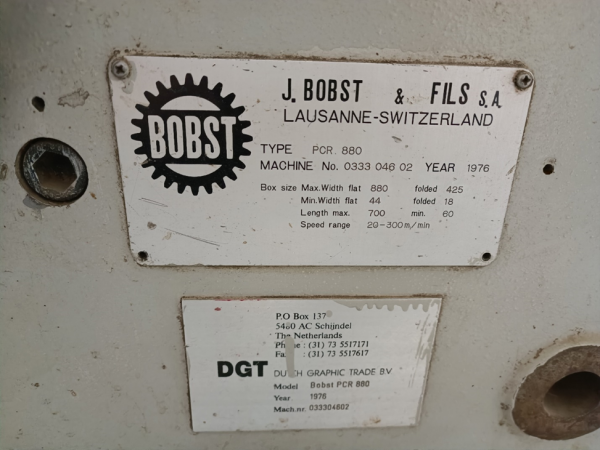 J. BOBST & FILS S.A.
LAUSANNE-SWITZERLAND
BOBST
TYPE PCR 880
MACHINE No. 0333 046 02 YEAR 1976
Box size Max. Width flat 880 folded 425
Min. Width flat 44 folded 18
Length max. 700 min. 60
Speed range 20-300 m/min
P.O Box 137
5480 AC Schijndel
The Netherlands
Phone : (31) 73 5517171
Fax : (31) 73 5517617
DGT DUTCH GRAPHIC TRADE B.V
Model Bobst PCR 880
Year 1976
Mach.nr. 033304602